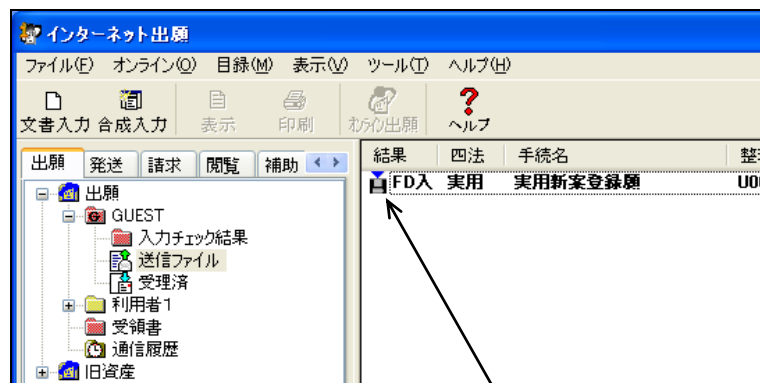 インターネット出願
ファイル(F) オンライン(O) 目録(M) 表示(V) ツール(T) ヘルプ(H)
文書入力 合成入力 表示 印刷 オンライン出願 ヘルプ
出願 発送 請求 閲覧 補助
結果 四法 手続名 整理
出願
FD入 実用 実用新案登録願 U00
GUEST
入力チェック結果
送信ファイル
受理済
利用者1
受領書
通信履歴
旧資産